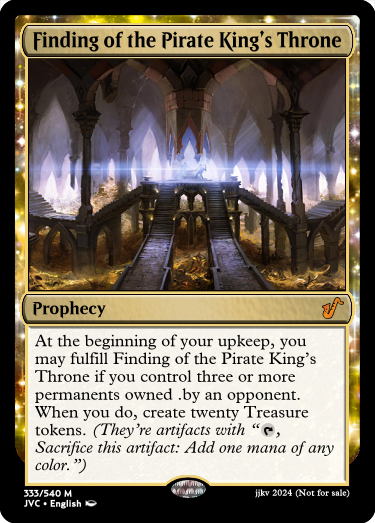 Finding of the Pirate King's Throne
Prophecy
At the beginning of your upkeep, you
may fulfill Finding of the Pirate King's
Throne if you control three or more
permanents owned .by an opponent.
When you do, create twenty Treasure
tokens. (They're artifacts with “,
Sacrifice this artifact: Add one mana of any
color.”)
333/540 M
JVC • English
jjkv 2024 (Not for sale)